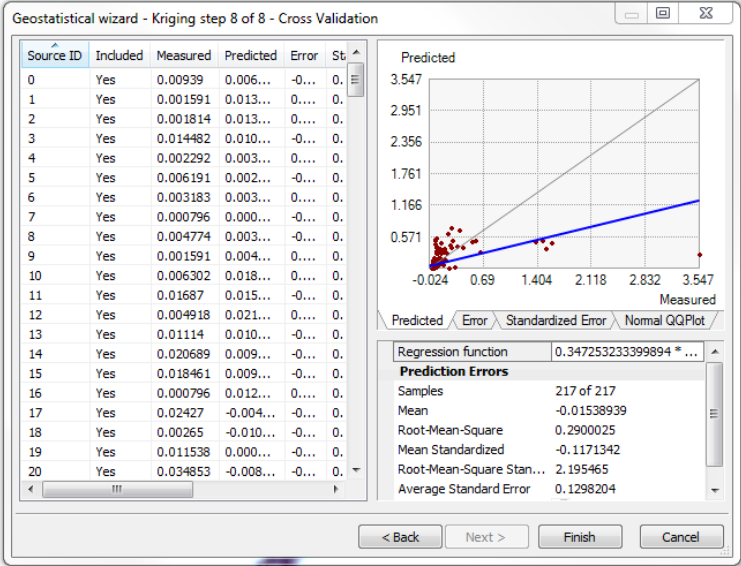 Geostatistical wizard - Kriging step 8 of 8 - Cross Validation
Source ID Included Measured Predicted Error Sta
0 Yes 0.00939 0.006... -0... 0.
1 Yes 0.001591 0.013... 0.... 0.
2 Yes 0.001814 0.013... 0.... 0.
3 Yes 0.014482 0.010... -0... 0.
4 Yes 0.002292 0.003... 0.... 0.
5 Yes 0.006191 0.002... -0... 0.
6 Yes 0.003183 0.003... 0.... 0.
7 Yes 0.000796 0.000... -0... 0.
8 Yes 0.004774 0.003... -0... 0.
9 Yes 0.001591 0.004... 0.... 0.
10 Yes 0.006302 0.018... 0.... 0.
11 Yes 0.01687 0.015... -0... 0.
12 Yes 0.004918 0.021... 0.... 0.
13 Yes 0.01114 0.010... -0... 0.
14 Yes 0.020689 0.009... -0... 0.
15 Yes 0.018461 0.009... -0... 0.
16 Yes 0.000796 0.012... 0.... 0.
17 Yes 0.02427 -0.004... -0... 0.
18 Yes 0.00265 -0.010... -0... 0.
19 Yes 0.011538 0.000... -0... 0.
20 Yes 0.034853 -0.008... -0... 0.
Predicted
3.547
2.951
2.356
1.761
1.166
0.571
-0.024 0.69 1.404 2.118 2.832 3.547
Measured
Predicted Error Standardized Error Normal QQPlot
Regression function 0.347253233399894 * ...
Prediction Errors
Samples 217 of 217
Mean -0.01538939
Root-Mean-Square 0.2900025
Mean Standardized -0.1171342
Root-Mean-Square Stan... 2.195465
Average Standard Error 0.1298204
< Back Next > Finish Cancel